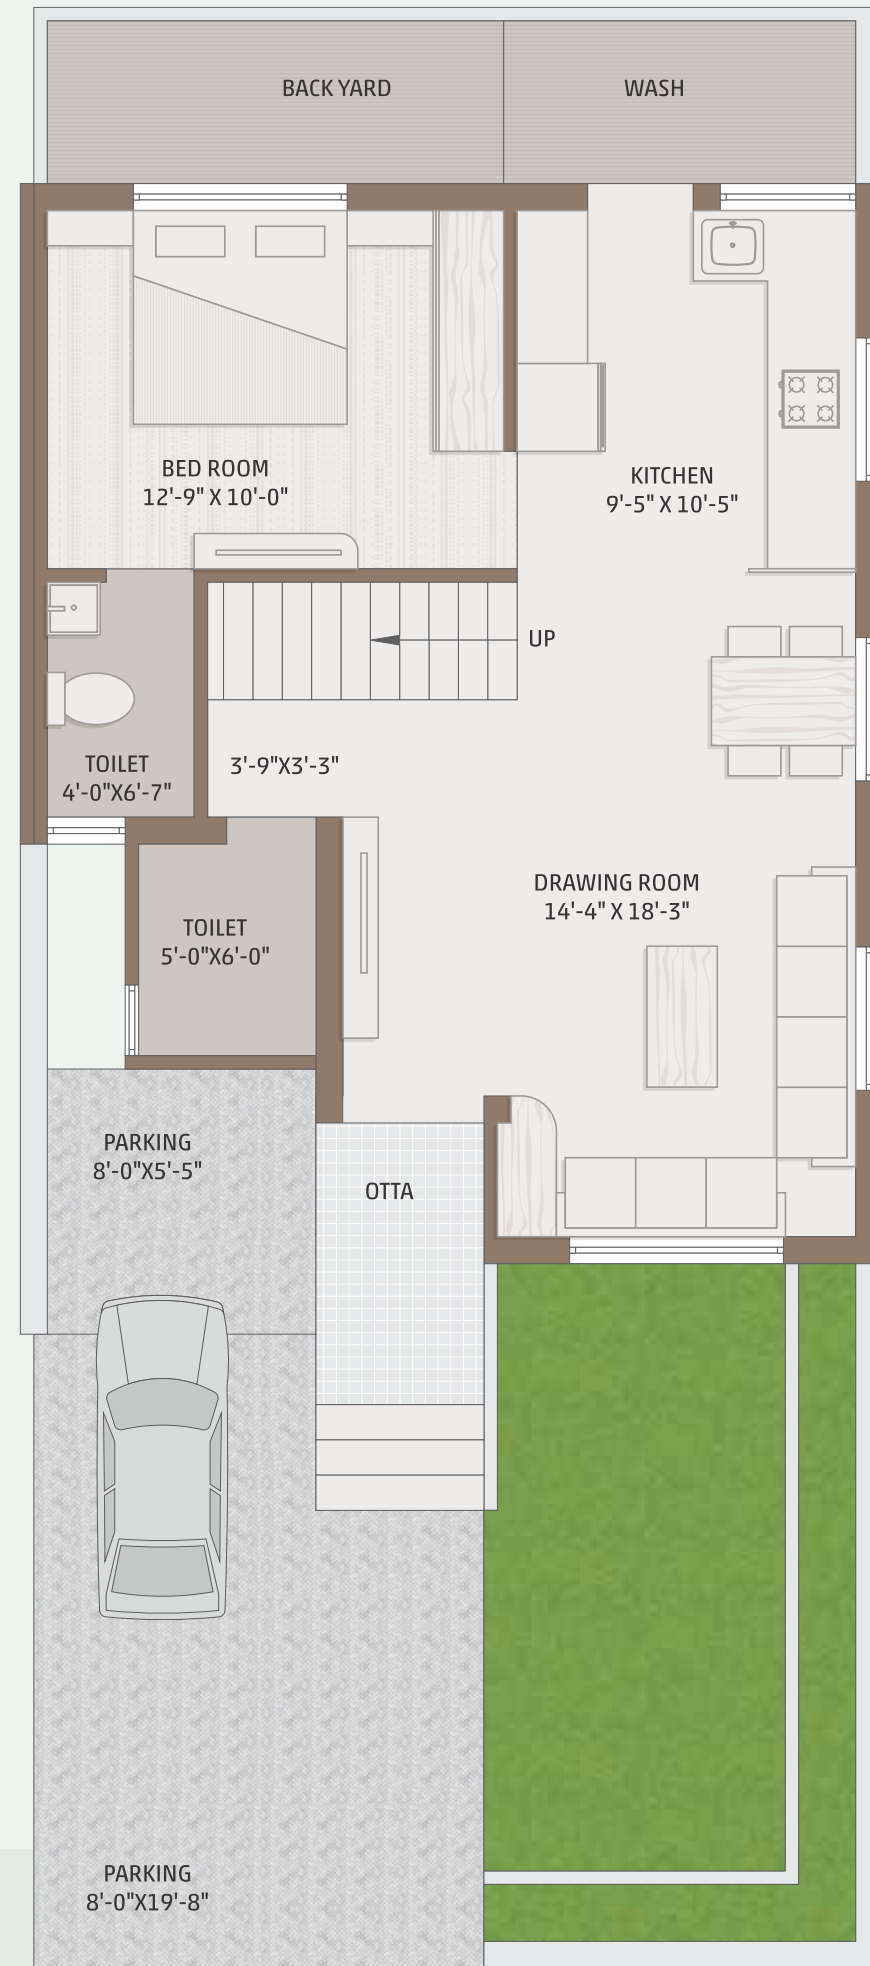 BACK YARD
WASH
BED ROOM
12'-9" X 10'-0"
KITCHEN
9'-5" X 10'-5"
UP
TOILET
4'-0"X6'-7"
3'-9"X3'-3"
DRAWING ROOM
14'-4" X 18'-3"
TOILET
5'-0"X6'-0"
PARKING
8'-0"X5'-5"
OTTA
PARKING
8'-0"X19'-8"